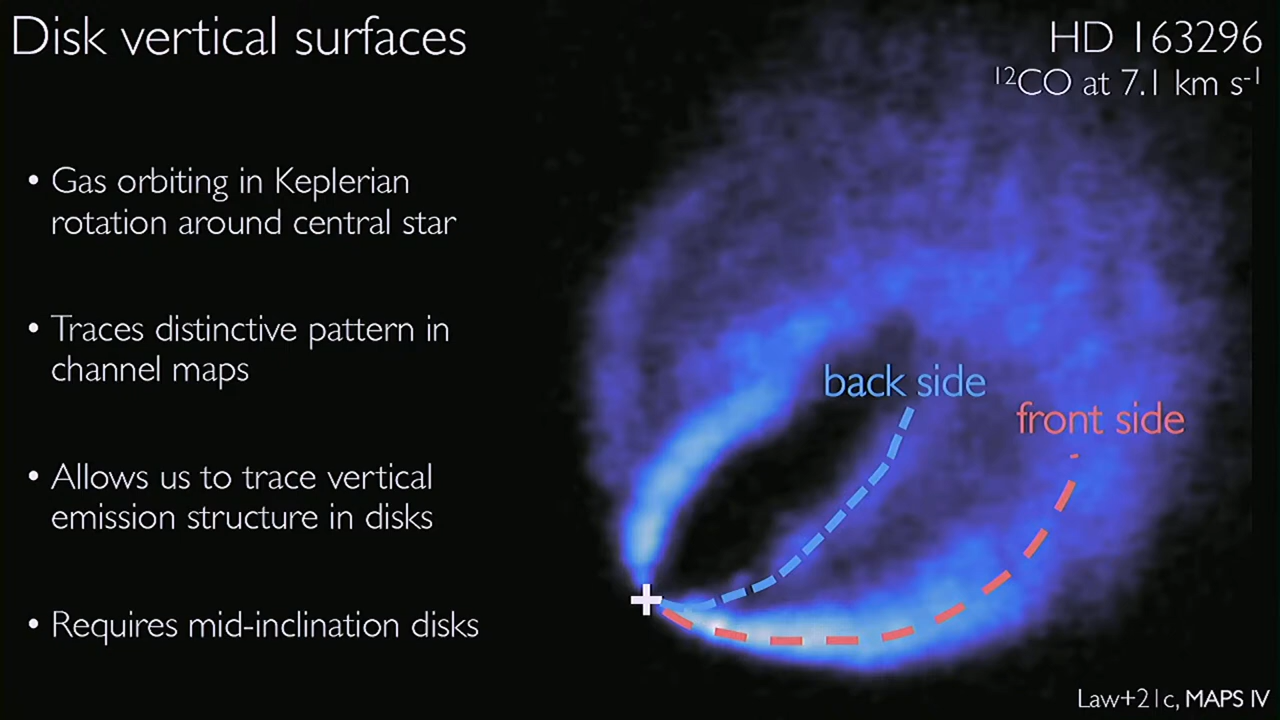 Disk vertical surfaces
HD 163296
¹²CO at 7.1 km s⁻¹
• Gas orbiting in Keplerian
rotation around central star
• Traces distinctive pattern in
channel maps
back side
front side
• Allows us to trace vertical
emission structure in disks
• Requires mid-inclination disks
Law+21c, MAPS IV